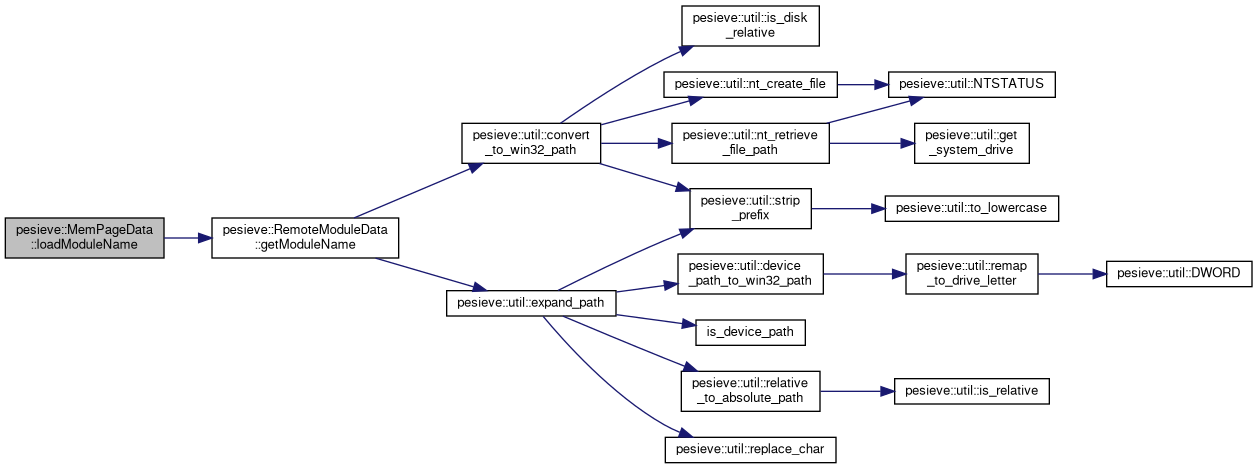 pesieve::MemPageData
::loadModuleName
pesieve::RemoteModuleData
::getModuleName
pesieve::util::convert
_to_win32_path
pesieve::util::expand_path
pesieve::util::is_disk
_relative
pesieve::util::nt_create_file
pesieve::util::nt_retrieve
_file_path
pesieve::util::strip
_prefix
pesieve::util::device
_path_to_win32_path
is_device_path
pesieve::util::relative
_to_absolute_path
pesieve::util::replace_char
pesieve::util::NTSTATUS
pesieve::util::get
_system_drive
pesieve::util::to_lowercase
pesieve::util::remap
_to_drive_letter
pesieve::util::is_relative
pesieve::util::DWORD